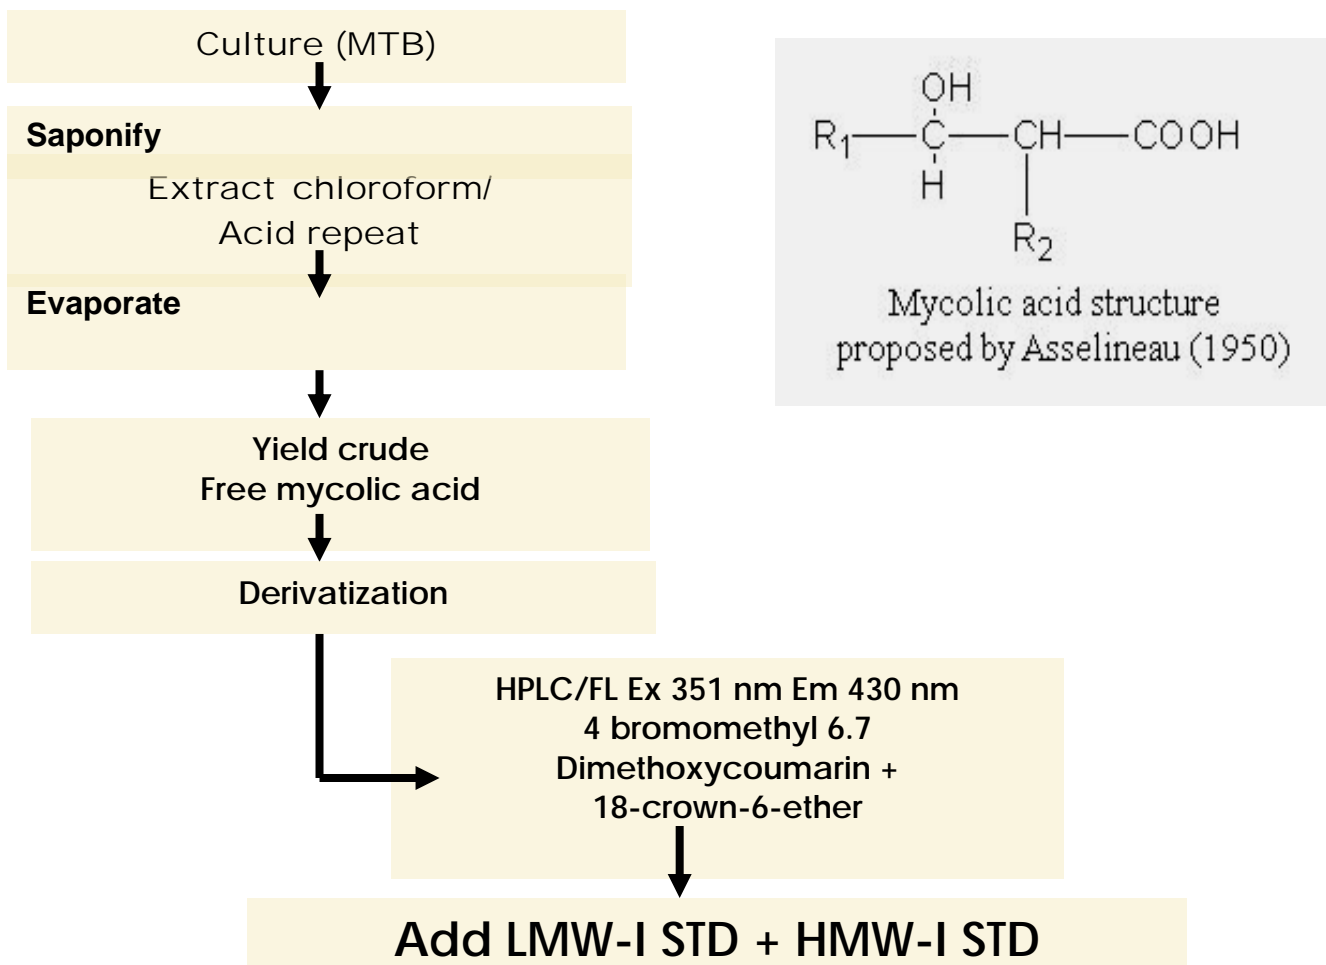 Culture (MTB)
Saponify
Extract chloroform/
Acid repeat
Evaporate
Yield crude
Free mycolic acid
Derivatization
HPLC/FL Ex 351 nm Em 430 nm
4 bromomethyl 6.7
Dimethoxycoumarin +
18-crown-6-ether
Add LMW-I STD + HMW-I STD
OH
R1 C CH COOH
H
R2
Mycolic acid structure
proposed by Asselineau (1950)